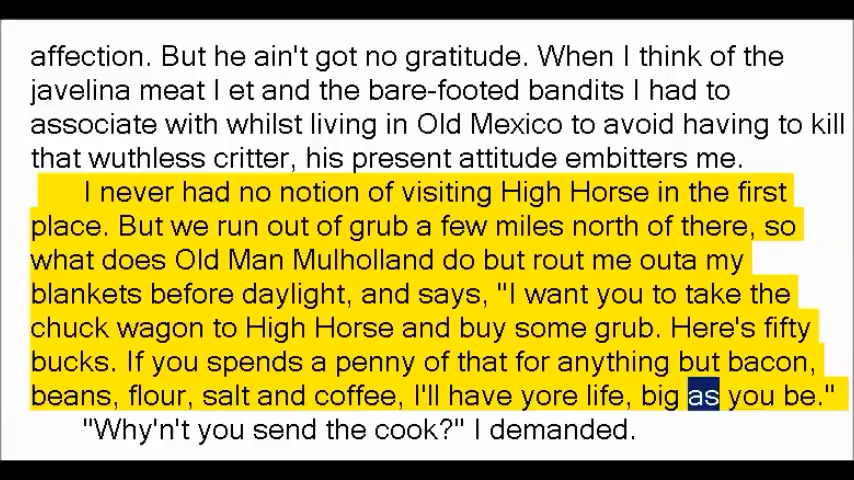 affection. But he ain't got no gratitude. When I think of the
javelina meat I et and the bare-footed bandits I had to
associate with whilst living in Old Mexico to avoid having to kill
that wuthless critter, his present attitude embitters me.
I never had no notion of visiting High Horse in the first
place. But we run out of grub a few miles north of there, so
what does Old Man Mulholland do but rout me outa my
blankets before daylight, and says, "I want you to take the
chuck wagon to High Horse and buy some grub. Here's fifty
bucks. If you spends a penny of that for anything but bacon,
beans, flour, salt and coffee, I'll have yore life, big as you be."
"Why'n't you send the cook?" I demanded.